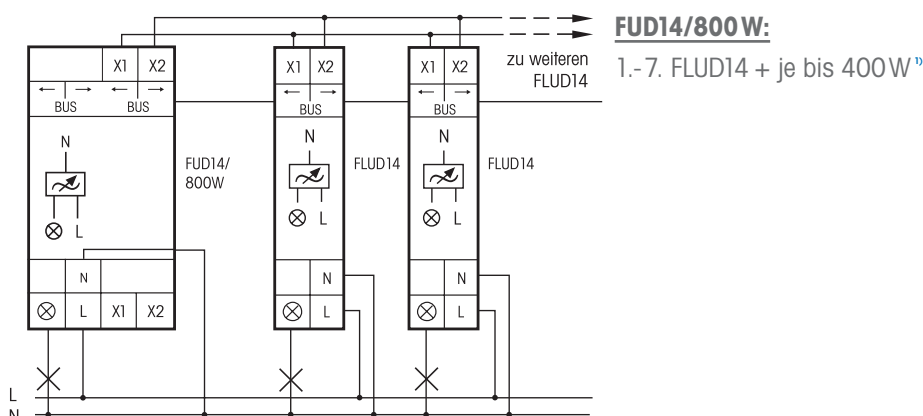 FUD14/800 W:
1.-7. FLUD14 + je bis 400 W ¹⁾
zu weiteren
FLUD14
X1 X2
X1 X2
X1 X2
BUS BUS
BUS
BUS
N
N
N
FUD14/
800W
FLUD14
FLUD14
L
L
L
N
N
N
L X1 X2
L
L
L
N